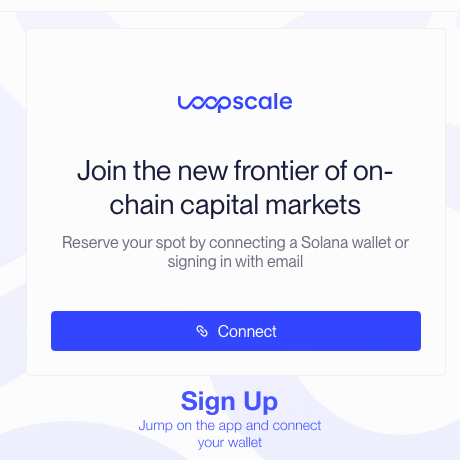 loopscale
Join the new frontier of on-
chain capital markets
Reserve your spot by connecting a Solana wallet or
signing in with email
Connect
Sign Up
Jump on the app and connect
your wallet